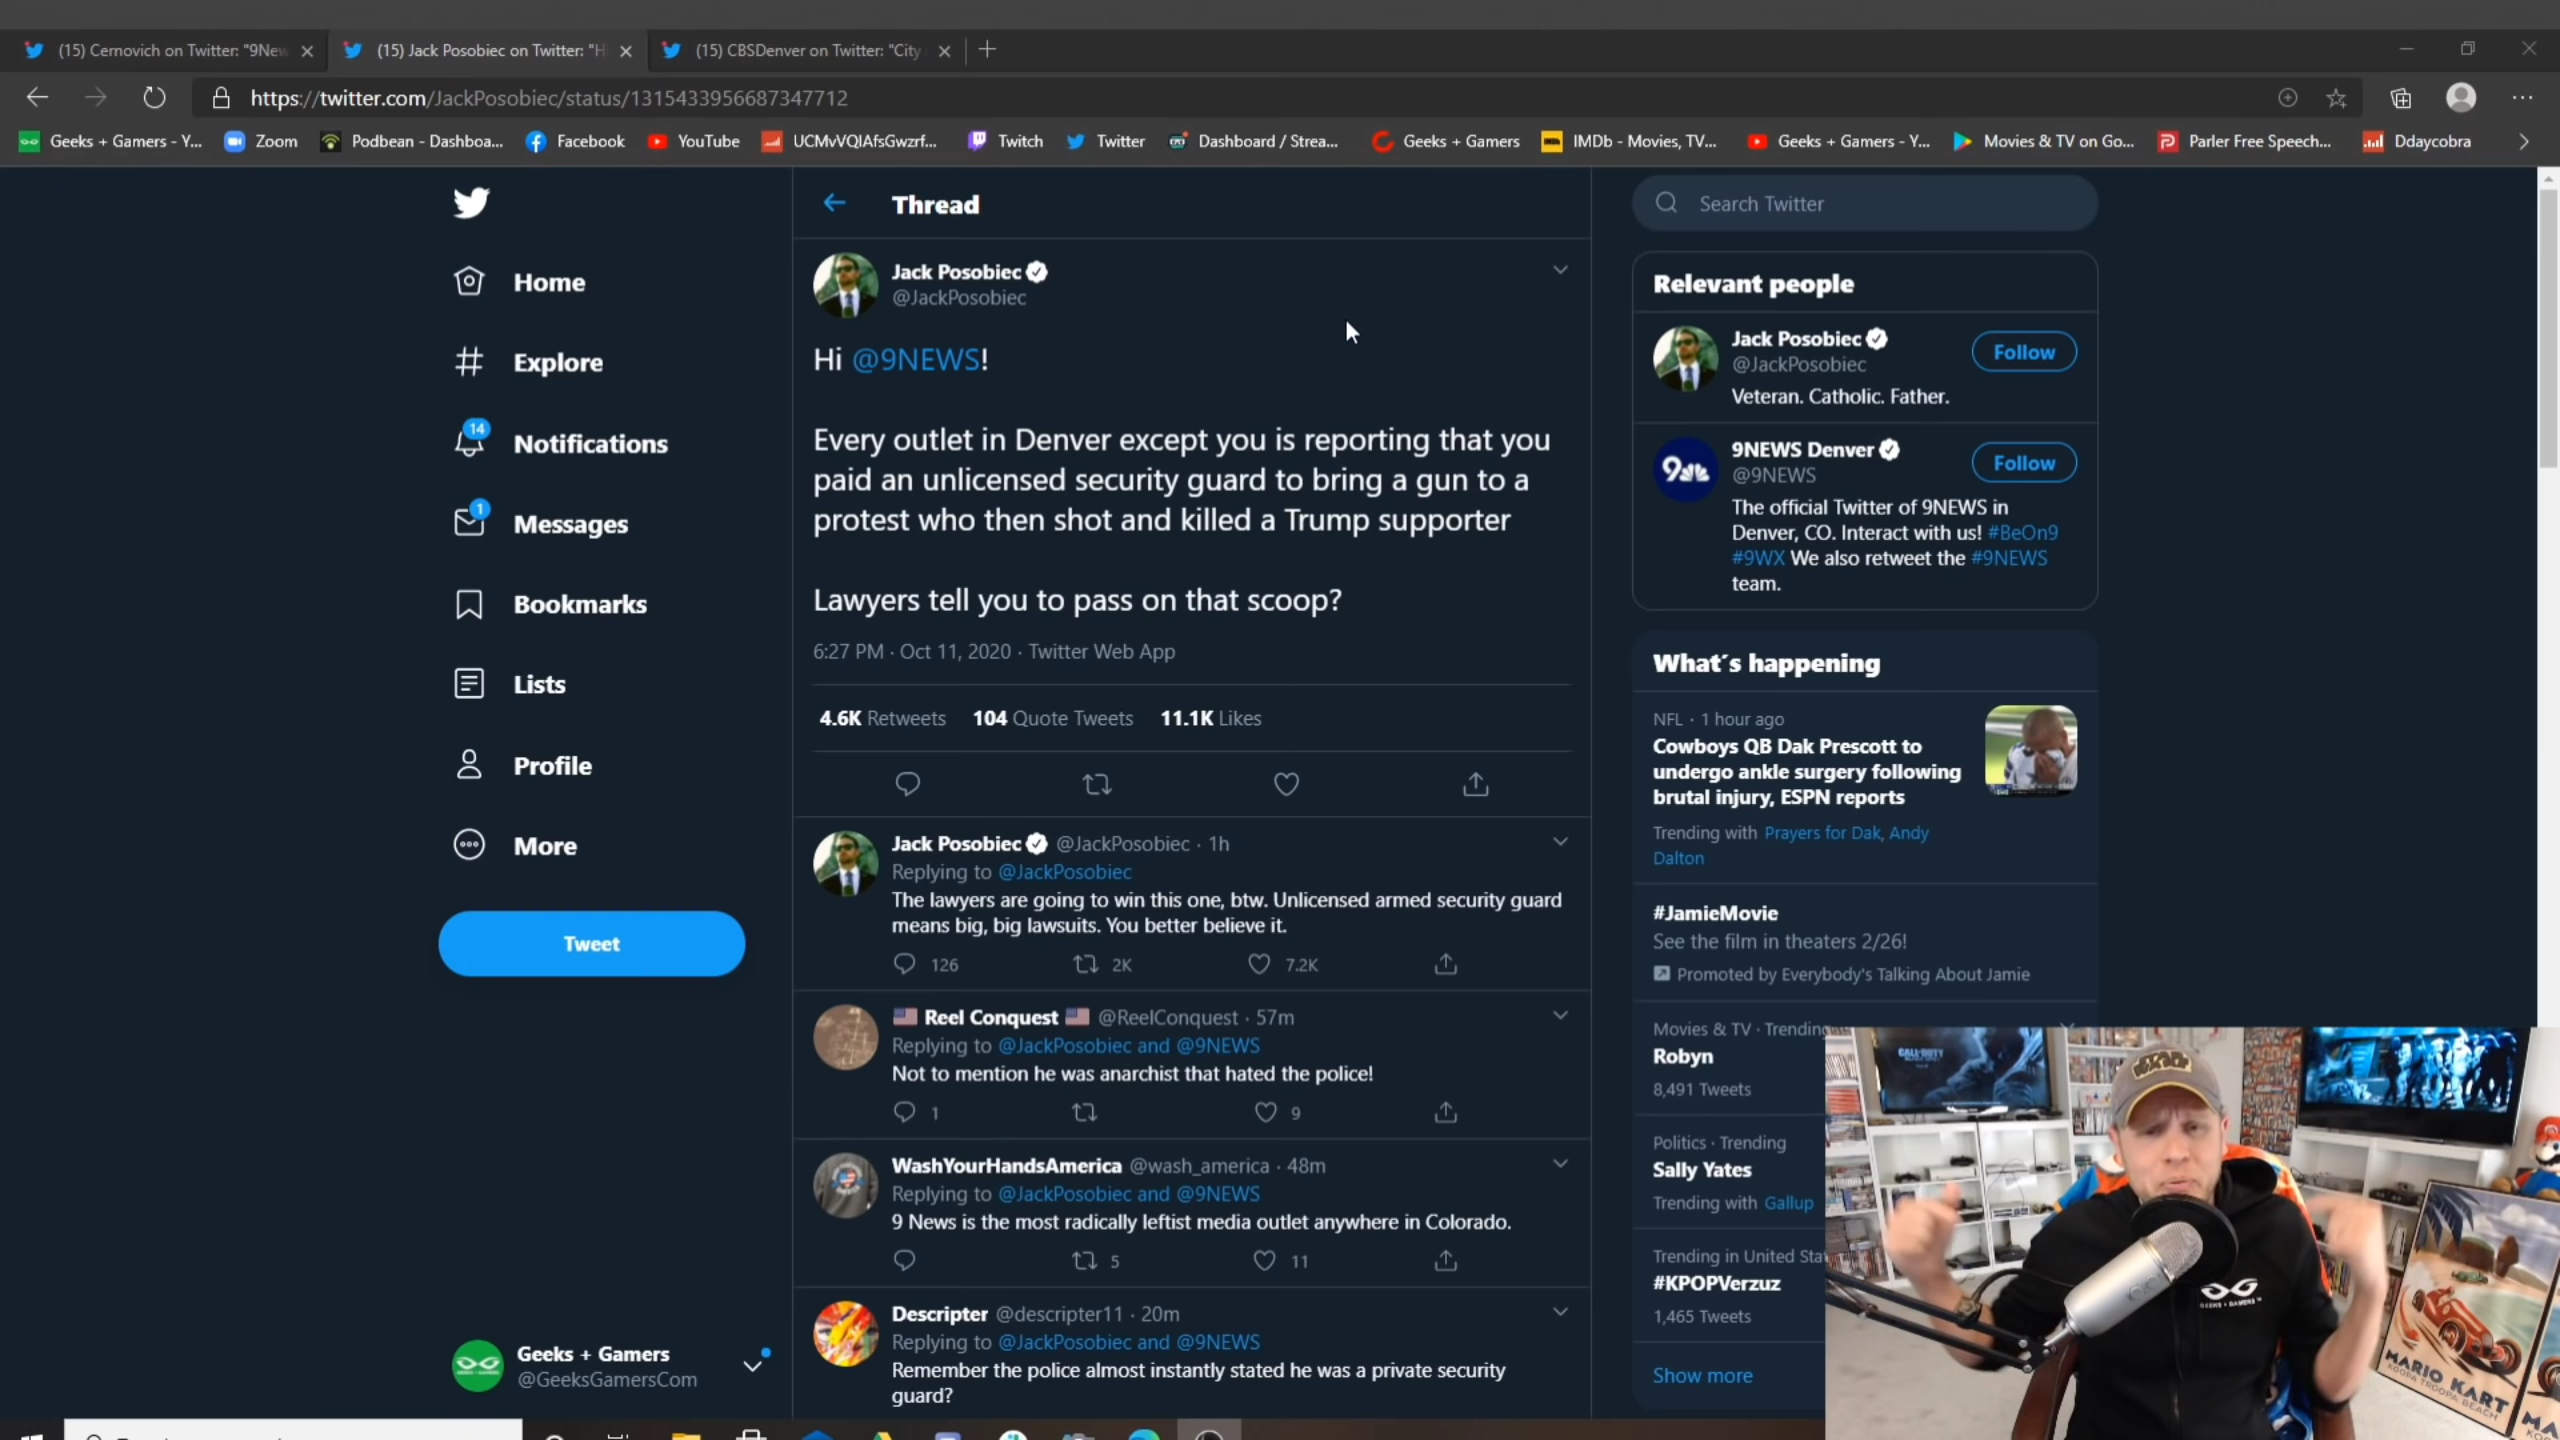 (15) Cernovich on Twitter: "9New
(15) Jack Posobiec on Twitter: "H
(15) CBSDenver on Twitter: "City
https://twitter.com/JackPosobiec/status/1315433956687347712
Geeks + Gamers - Y...
Zoom
Podbean - Dashboa...
Facebook
YouTube
UCMvVQIAfsGwzrf...
Twitch
Twitter
Dashboard / Strea...
Geeks + Gamers
IMDb - Movies, TV...
Geeks + Gamers - Y...
Movies & TV on Go...
Parler Free Speech...
Ddaycobra
Home
Explore
14
Notifications
1
Messages
Bookmarks
Lists
Profile
More
Tweet
Geeks + Gamers
@GeeksGamersCom
Thread
Jack Posobiec
@JackPosobiec
Hi @9NEWS!
Every outlet in Denver except you is reporting that you
paid an unlicensed security guard to bring a gun to a
protest who then shot and killed a Trump supporter
Lawyers tell you to pass on that scoop?
6:27 PM · Oct 11, 2020 · Twitter Web App
4.6K Retweets 104 Quote Tweets 11.1K Likes
Jack Posobiec @JackPosobiec · 1h
Replying to @JackPosobiec
The lawyers are going to win this one, btw. Unlicensed armed security guard
means big, big lawsuits. You better believe it.
126 2K 7.2K
Reel Conquest @ReelConquest · 57m
Replying to @JackPosobiec and @9NEWS
Not to mention he was anarchist that hated the police!
1 9
WashYourHandsAmerica @wash_america · 48m
Replying to @JackPosobiec and @9NEWS
9 News is the most radically leftist media outlet anywhere in Colorado.
5 11
Descripter @descripter11 · 20m
Replying to @JackPosobiec and @9NEWS
Remember the police almost instantly stated he was a private security
guard?
Search Twitter
Relevant people
Jack Posobiec
@JackPosobiec
Follow
Veteran. Catholic. Father.
9NEWS Denver
@9NEWS
Follow
The official Twitter of 9NEWS in
Denver, CO. Interact with us! #BeOn9
#9WX We also retweet the #9NEWS
team.
What's happening
NFL · 1 hour ago
Cowboys QB Dak Prescott to
undergo ankle surgery following
brutal injury, ESPN reports
Trending with Prayers for Dak, Andy
Dalton
#JamieMovie
See the film in theaters 2/26!
Promoted by Everybody's Talking About Jamie
Movies & TV · Trending
Robyn
8,491 Tweets
Politics · Trending
Sally Yates
Trending with Gallup
Trending in United Sta
#KPOPVerzuz
1,465 Tweets
Show more
CALL·DUTY
STAR WARS
GEEKS + GAMERS
MARIO KART
KOOPA TROOPA BEACH